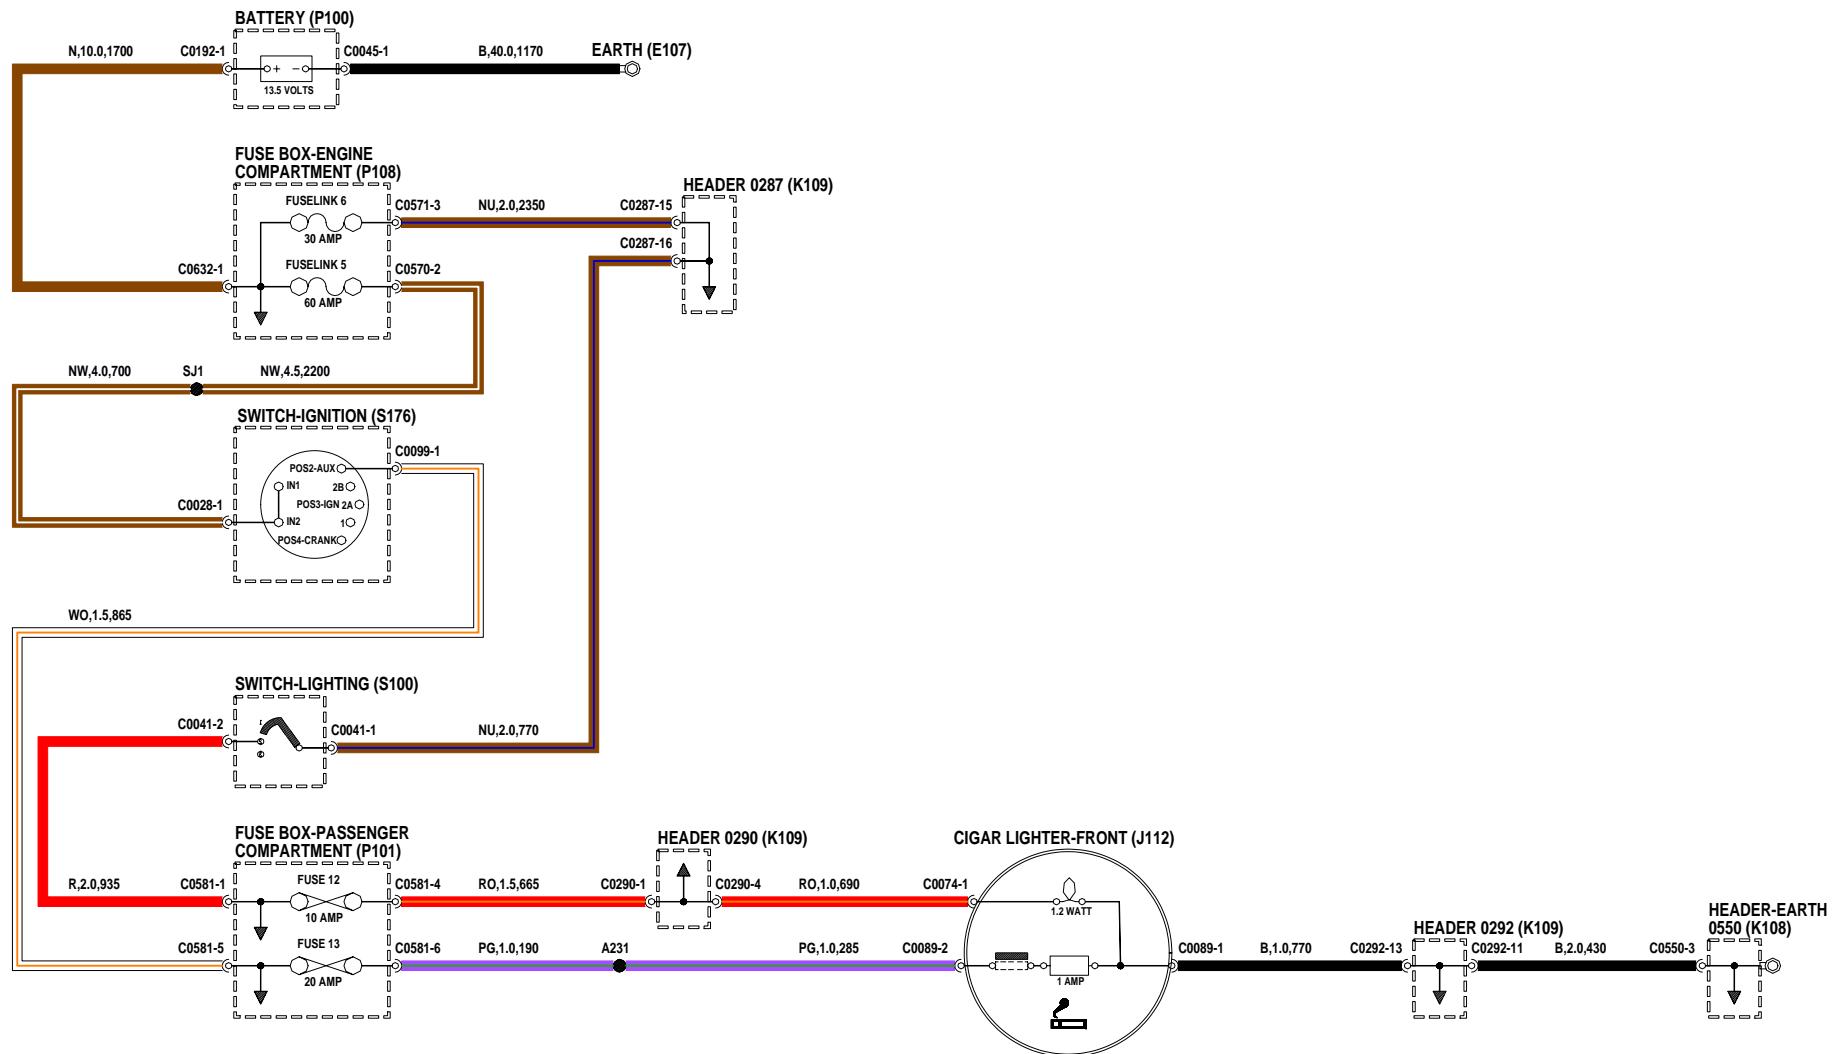 BATTERY (P100)
N,10.0,1700
C0192-1
C0045-1
B,40.0,1170
EARTH (E107)
+ −
13.5 VOLTS
FUSE BOX-ENGINE
COMPARTMENT (P108)
HEADER 0287 (K109)
FUSELINK 6
C0571-3
NU,2.0,2350
C0287-15
30 AMP
C0287-16
C0632-1
FUSELINK 5
C0570-2
60 AMP
NW,4.0,700
SJ1
NW,4.5,2200
SWITCH-IGNITION (S176)
C0099-1
POS2-AUX
IN1
2B
C0028-1
POS3-IGN 2A
IN2
1
POS4-CRANK
WO,1.5,865
SWITCH-LIGHTING (S100)
C0041-2
C0041-1
NU,2.0,770
FUSE BOX-PASSENGER
COMPARTMENT (P101)
HEADER 0290 (K109)
CIGAR LIGHTER-FRONT (J112)
R,2.0,935
C0581-1
FUSE 12
C0581-4
RO,1.5,665
C0290-1
C0290-4
RO,1.0,690
C0074-1
10 AMP
1.2 WATT
HEADER 0292 (K109)
HEADER-EARTH
0550 (K108)
C0581-5
FUSE 13
C0581-6
PG,1.0,190
A231
PG,1.0,285
C0089-2
C0089-1
B,1.0,770
C0292-13
C0292-11
B,2.0,430
C0550-3
20 AMP
1 AMP